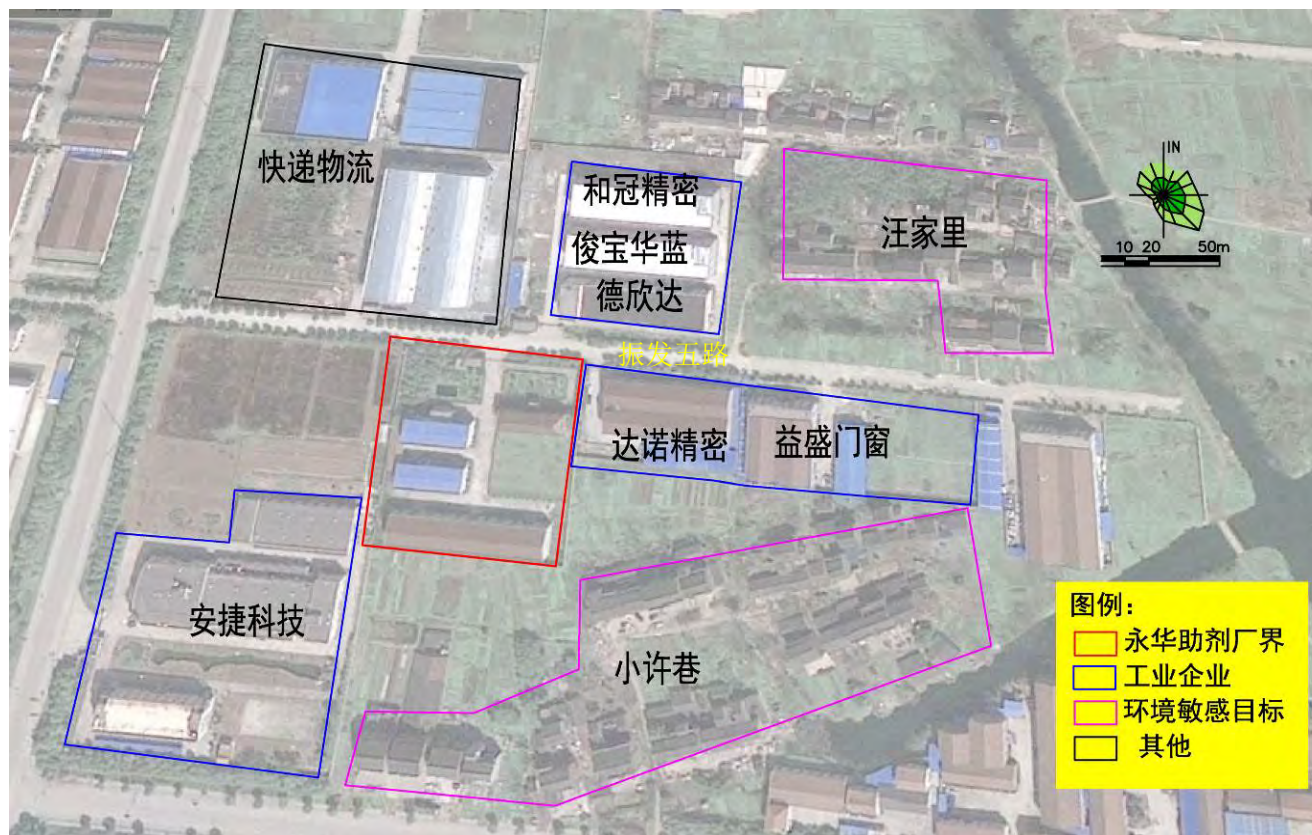 快递物流
和冠精密
俊宝华蓝
德欣达
汪家里
IN
10 20 50m
振发五路
达诺精密
益盛门窗
安捷科技
小许巷
图例：
永华助剂厂界
工业企业
环境敏感目标
其他